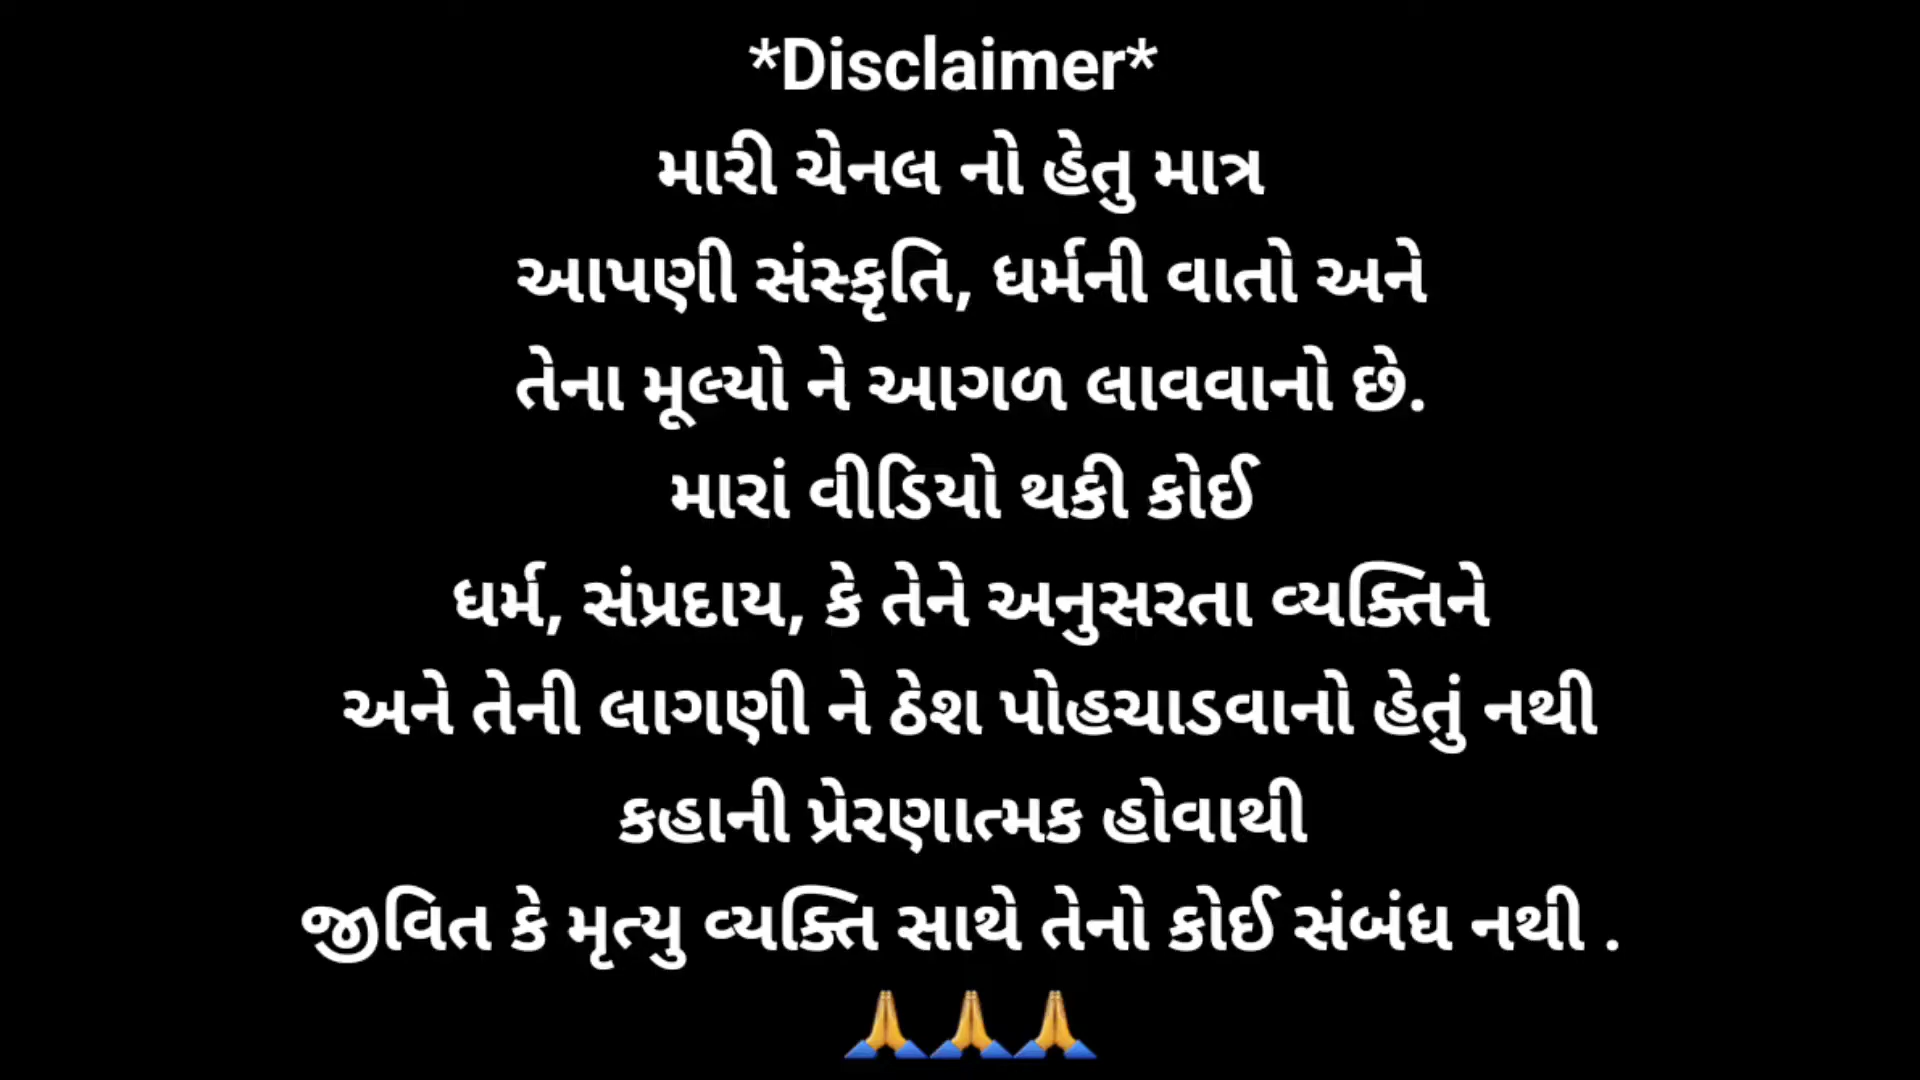 *Disclaimer*
મારી ચેનલ નો હેતુ માત્ર
આપણી સંસ્કૃતિ, ધર્મની વાતો અને
તેના મૂલ્યો ને આગળ લાવવાનો છે.
મારાં વીડિયો થકી કોઈ
ધર્મ, સંપ્રદાય, કે તેને અનુસરતા વ્યક્તિને
અને તેની લાગણી ને ઠેશ પોહચાડવાનો હેતું નથી
કહાની પ્રેરણાત્મક હોવાથી
જીવિત કે મૃત્યુ વ્યક્તિ સાથે તેનો કોઈ સંબંધ નથી .
🙏🙏🙏